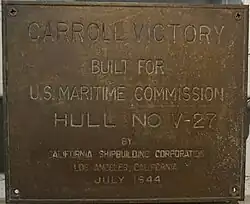 CARROLL VICTORY
BUILT FOR
U.S. MARITIME COMMISSION
HULL NO V-27
BY
CALIFORNIA SHIPBUILDING CORPORATION
LOS ANGELES, CALIFORNIA
JULY 1944